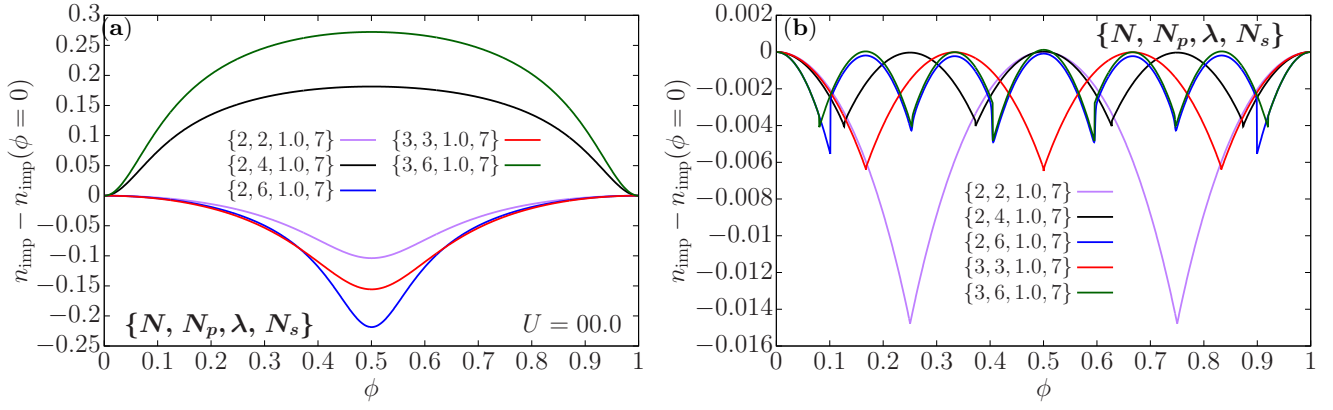 (a)
0.3
0.25
0.2
0.15
0.1
0.05
0
−0.05
−0.1
−0.15
−0.2
−0.25
n_imp − n_imp(ϕ = 0)
{2, 2, 1.0, 7} {3, 3, 1.0, 7}
{2, 4, 1.0, 7} {3, 6, 1.0, 7}
{2, 6, 1.0, 7}
{N, N_p, λ, N_s} U = 00.0
0 0.1 0.2 0.3 0.4 0.5 0.6 0.7 0.8 0.9 1
ϕ
(b)
{N, N_p, λ, N_s}
0
−0.002
−0.004
−0.006
−0.008
−0.01
−0.012
−0.014
−0.016
n_imp − n_imp(ϕ = 0)
{2, 2, 1.0, 7}
{2, 4, 1.0, 7}
{2, 6, 1.0, 7}
{3, 3, 1.0, 7}
{3, 6, 1.0, 7}
0 0.1 0.2 0.3 0.4 0.5 0.6 0.7 0.8 0.9 1
ϕ